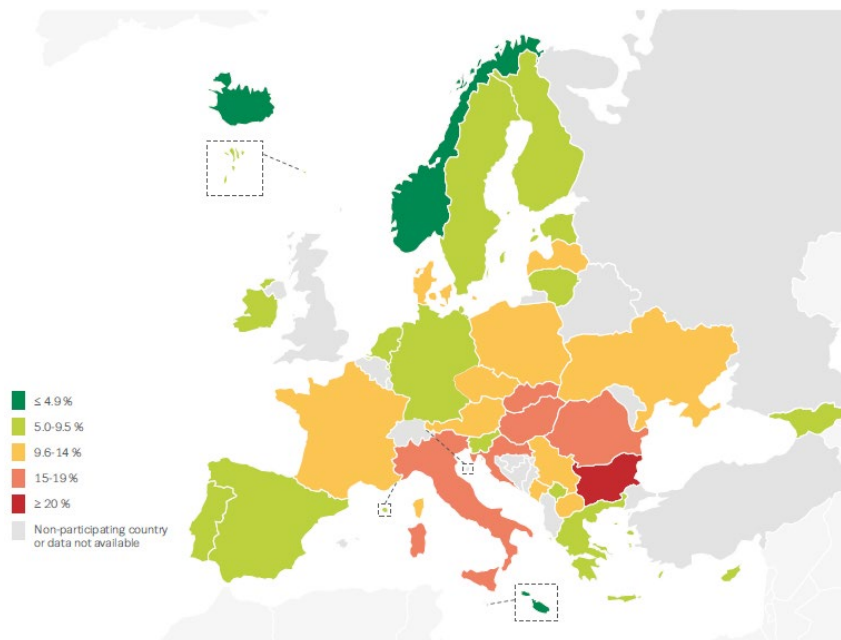 ≤ 4.9 %
5.0-9.5 %
9.6-14 %
15-19 %
≥ 20 %
Non-participating country
or data not available